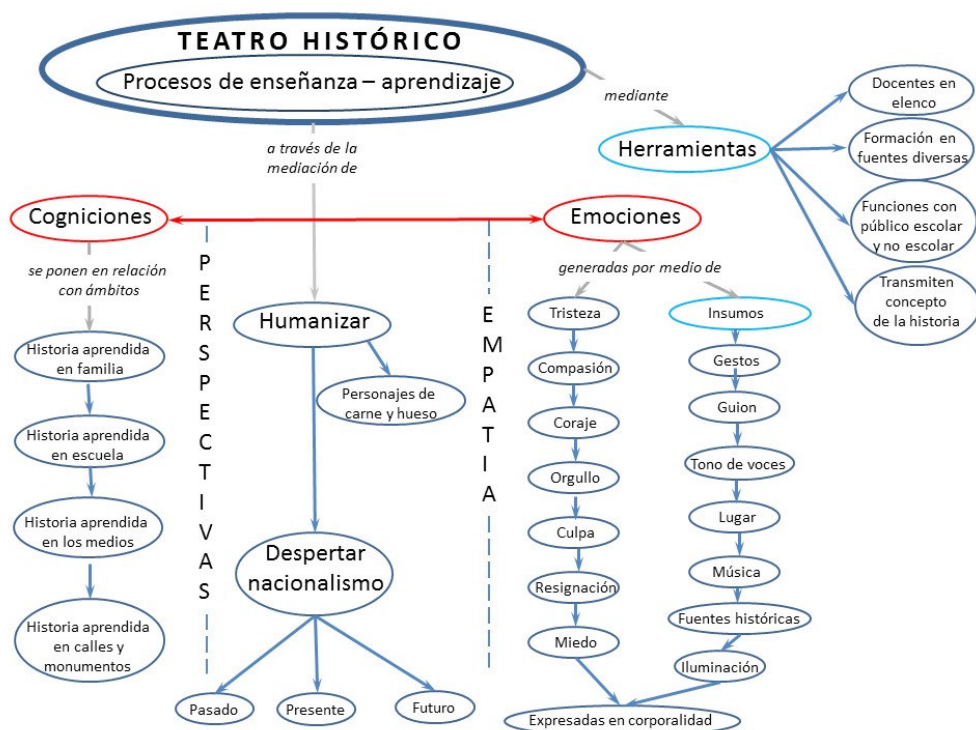 TEATRO HISTÓRICO
Procesos de enseñanza – aprendizaje
mediante
Herramientas
Docentes en
elenco
Formación en
fuentes diversas
Funciones con
público escolar
y no escolar
Transmiten
concepto
de la historia
a través de la
mediación de
Cogniciones
Emociones
se ponen en relación
con ámbitos
Historia aprendida
en familia
Historia aprendida
en escuela
Historia aprendida
en los medios
Historia aprendida
en calles y
monumentos
PERSPECTIVAS
Humanizar
Personajes de
carne y hueso
Despertar
nacionalismo
Pasado
Presente
Futuro
EMPATIA
generadas por medio de
Tristeza
Compasión
Coraje
Orgullo
Culpa
Resignación
Miedo
Insumos
Gestos
Guion
Tono de voces
Lugar
Música
Fuentes históricas
Iluminación
Expresadas en corporalidad